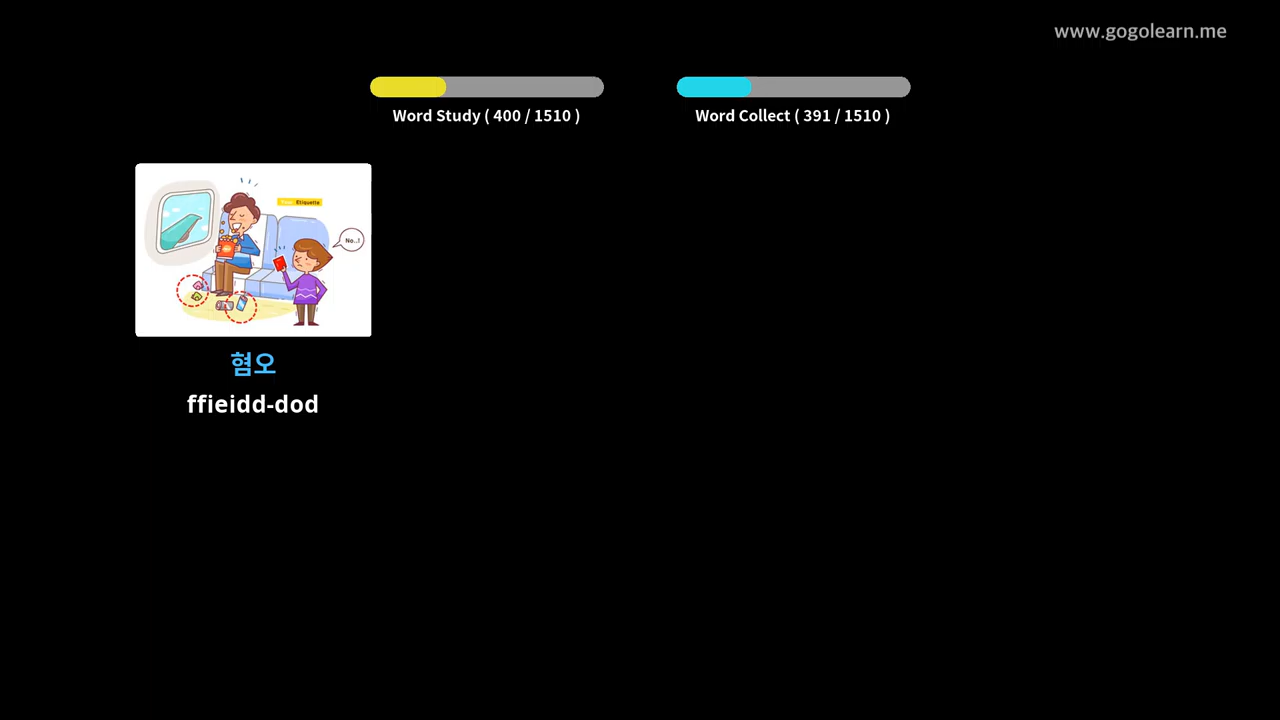 www.gogolearn.me
Word Study ( 400 / 1510 )
Word Collect ( 391 / 1510 )
Etiquette
No..!
혐오
ffieidd-dod